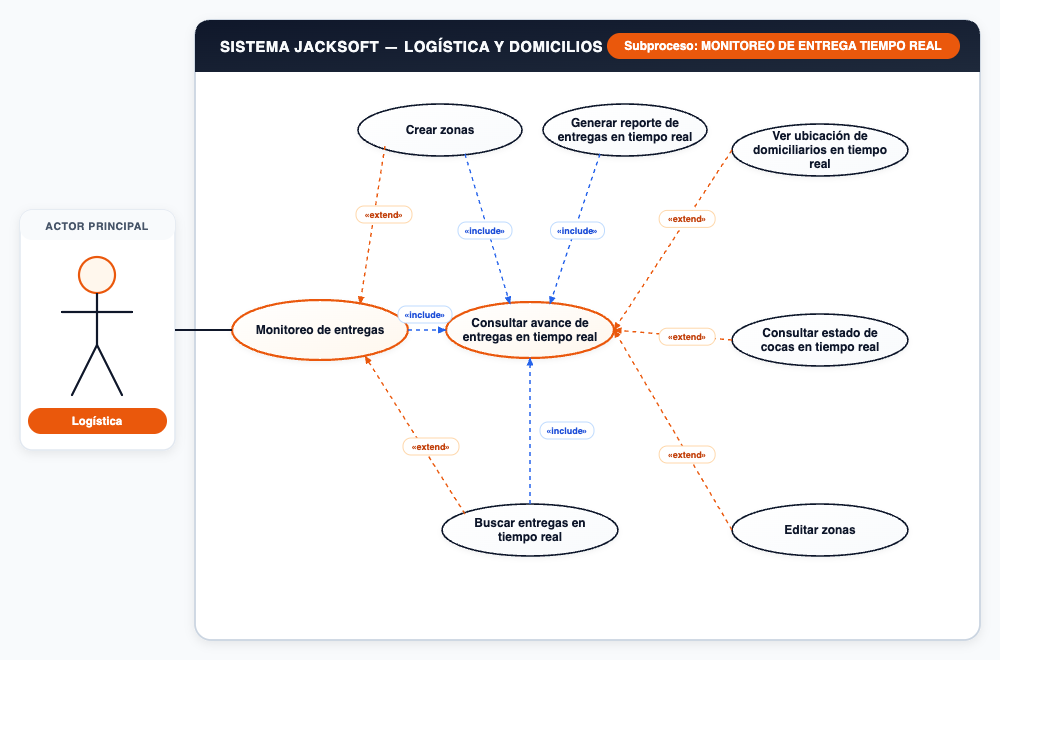 SISTEMA JACKSOFT — LOGÍSTICA Y DOMICILIOS
Subproceso: MONITOREO DE ENTREGA TIEMPO REAL
Crear zonas
Generar reporte de
entregas en tiempo real
Ver ubicación de
domiciliarios en tiempo
real
ACTOR PRINCIPAL
«extend»
«include»
«include»
«extend»
Monitoreo de entregas
«include»
Consultar avance de
entregas en tiempo real
«extend»
Consultar estado de
cocas en tiempo real
Logística
«extend»
«include»
«extend»
Buscar entregas en
tiempo real
Editar zonas